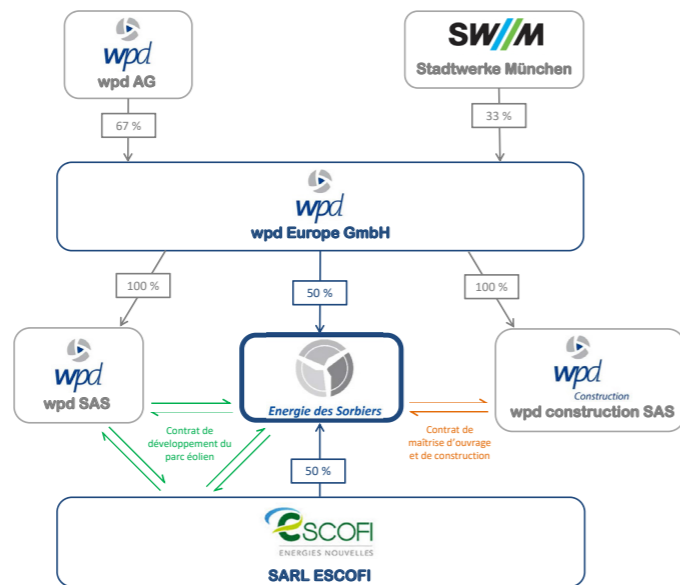 wpd
wpd AG
SW//M
Stadtwerke München
67 %
33 %
wpd
wpd Europe GmbH
100 %
50 %
100 %
wpd
wpd SAS
Energie des Sorbiers
wpd
Construction
wpd construction SAS
Contrat de
développement du
parc éolien
Contrat de
maîtrise d'ouvrage
et de construction
50 %
eSCOFI
ENERGIES NOUVELLES
SARL ESCOFI